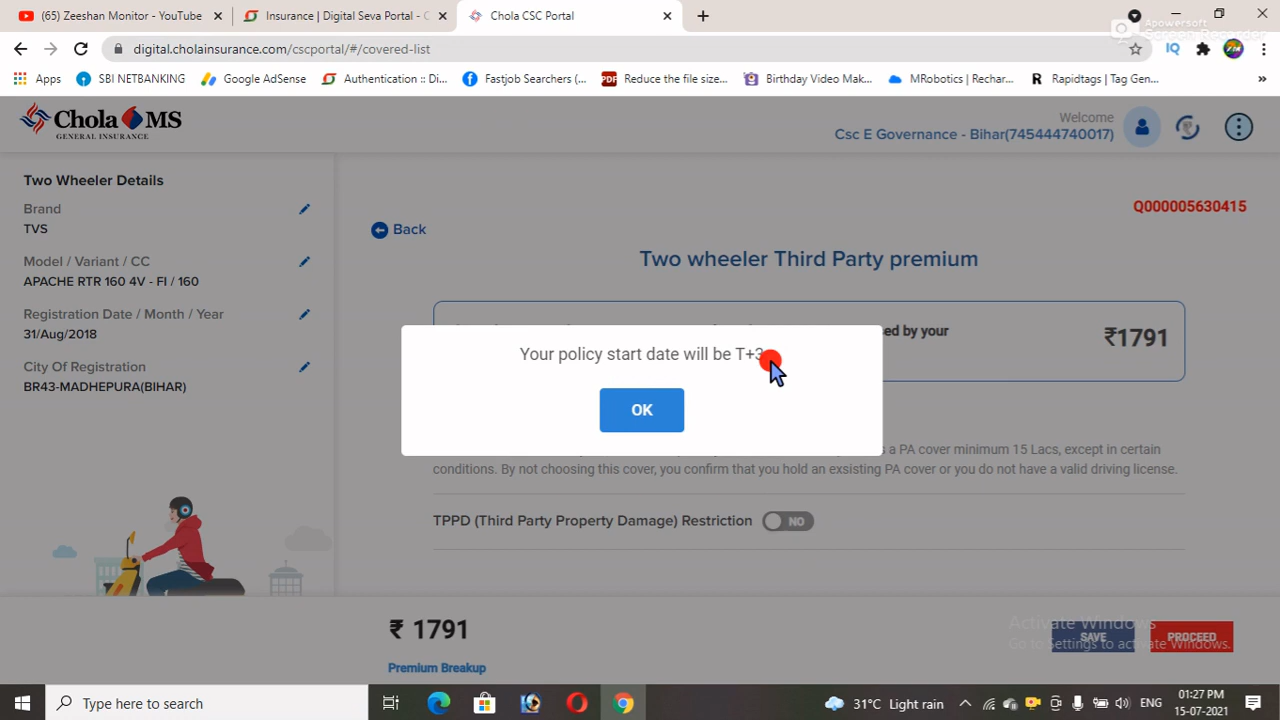 (65) Zeeshan Monitor - YouTube
Insurance | Digital Seva Portal - C
Chola CSC Portal
digital.cholainsurance.com/cscportal/#/covered-list
Apowersoft
Screen Recorder
IQ
Apps
SBI NETBANKING
Google AdSense
Authentication :: Di...
Fastjob Searchers (...
PDF
Reduce the file size...
Birthday Video Mak...
MRobotics | Rechar...
R
Rapidtags | Tag Gen...
»
Chola MS
GENERAL INSURANCE
Welcome
Csc E Governance - Bihar(745444740017)
Two Wheeler Details
Brand
TVS
Model / Variant / CC
APACHE RTR 160 4V - FI / 160
Registration Date / Month / Year
31/Aug/2018
City Of Registration
BR43-MADHEPURA(BIHAR)
Q000005630415
Back
Two wheeler Third Party premium
ed by your
₹1791
Your policy start date will be T+3
OK
a PA cover minimum 15 Lacs, except in certain
conditions. By not choosing this cover, you confirm that you hold an exsisting PA cover or you do not have a valid driving license.
TPPD (Third Party Property Damage) Restriction
NO
₹ 1791
Premium Breakup
SAVE
PROCEED
Activate Windows
Go to Settings to activate Windows.
Type here to search
31°C Light rain
ENG
01:27 PM
15-07-2021